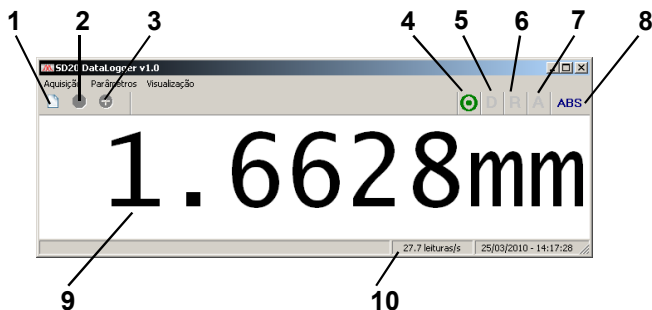 1 2 3 4 5 6 7 8
SD20 DataLogger v1.0
Aquisição Parâmetros Visualização
D R A ABS
1.6628mm
27.7 leituras/s 25/03/2010 - 14:17:28
9 10